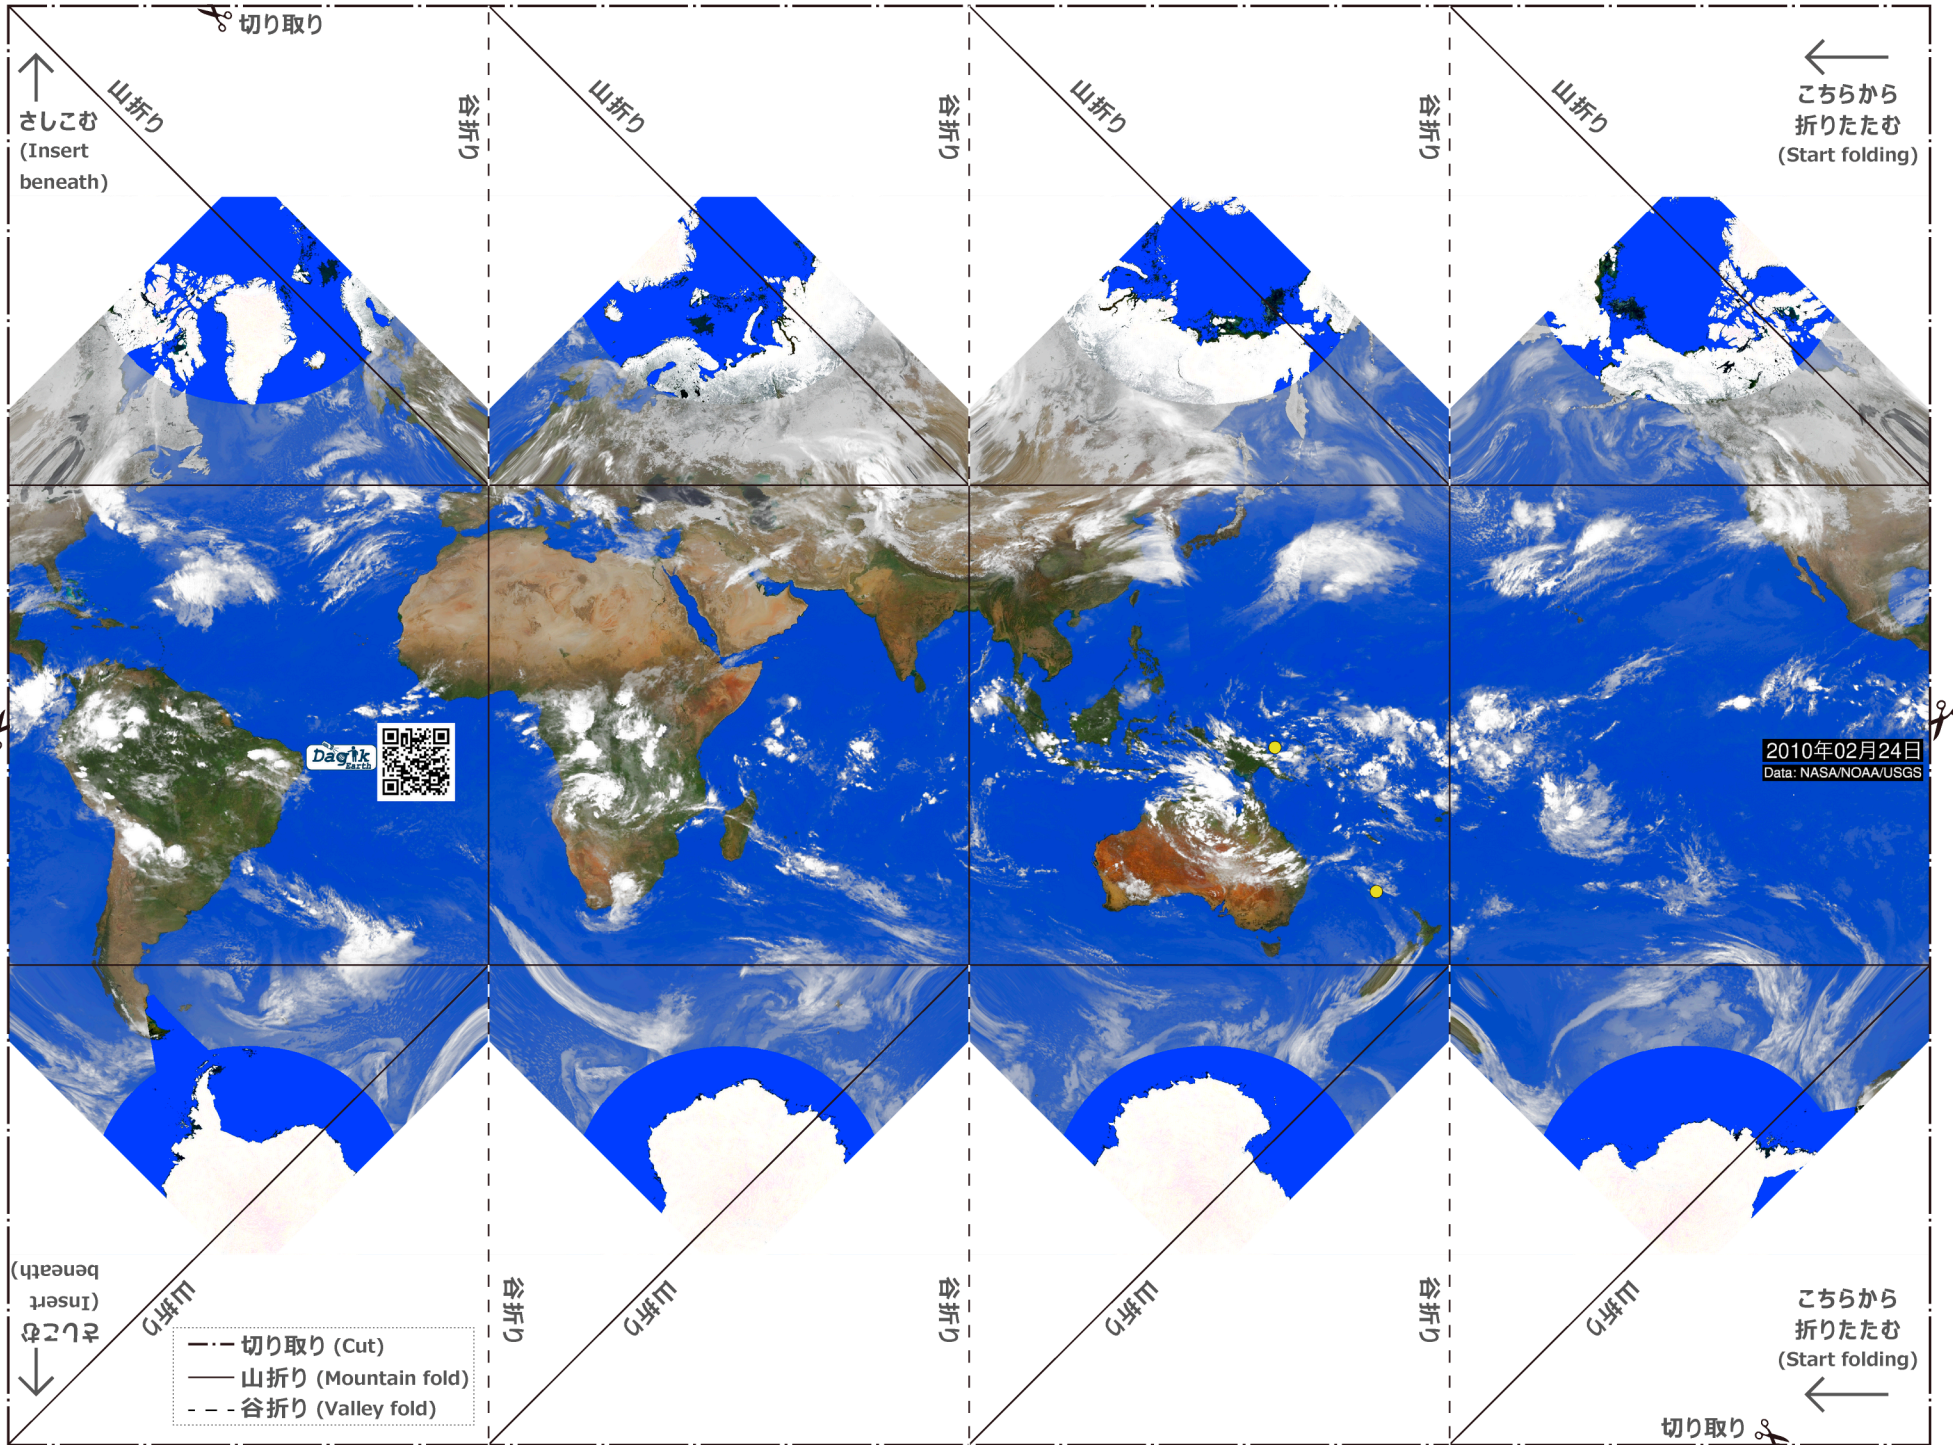 切り取り
さしこむ
(Insert
beneath)
山折り
谷折り
山折り
谷折り
山折り
谷折り
山折り
こちらから
折りたたむ
(Start folding)
Dagik
Earth
2010年02月24日
Data: NASA/NOAA/USGS
さしこむ
(Insert
beneath)
山折り
谷折り
山折り
谷折り
山折り
谷折り
山折り
こちらから
折りたたむ
(Start folding)
切り取り (Cut)
山折り (Mountain fold)
谷折り (Valley fold)
切り取り